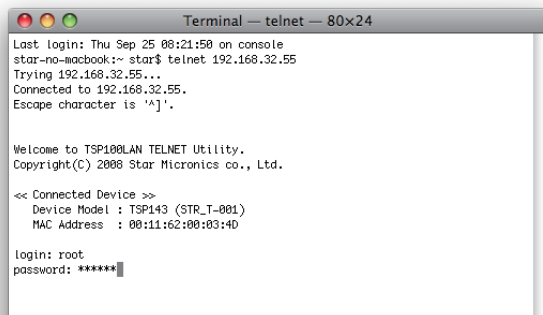 Terminal — telnet — 80×24
Last login: Thu Sep 25 08:21:50 on console
star-no-macbook:~ star$ telnet 192.168.32.55
Trying 192.168.32.55...
Connected to 192.168.32.55.
Escape character is '^]'.
Welcome to TSP100LAN TELNET Utility.
Copyright(C) 2008 Star Micronics co., Ltd.
<< Connected Device >>
Device Model : TSP143 (STR_T-001)
MAC Address : 00:11:62:00:03:4D
login: root
password: ******